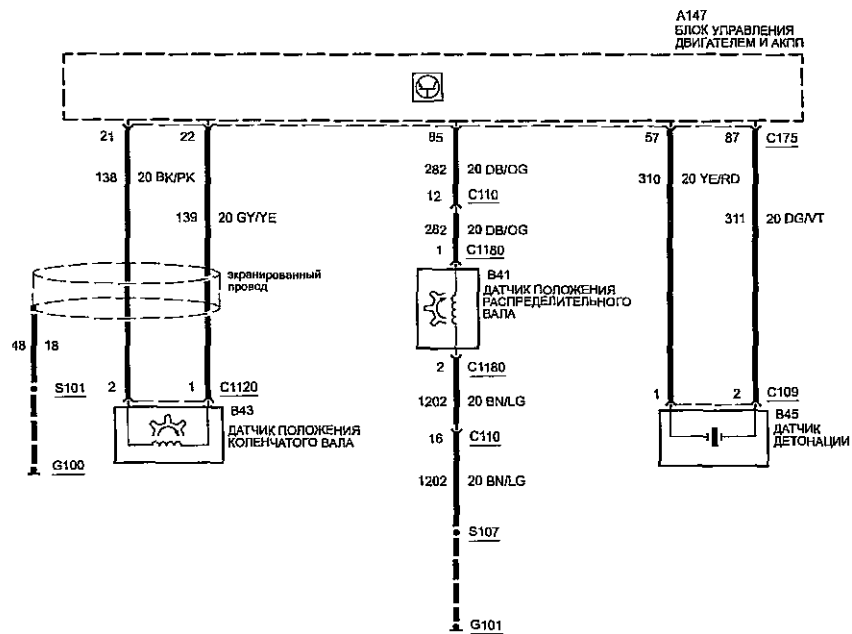 A147
БЛОК УПРАВЛЕНИЯ
ДВИГАТЕЛЕМ И АКПП
21 22 85 57 87 C175
138 20 BK/PK
282 20 DB/OG
310 20 YE/RD
12 C110
139 20 GY/YE
311 20 DG/VT
282 20 DB/OG
1 C1180
экранированный
провод
B41
ДАТЧИК ПОЛОЖЕНИЯ
РАСПРЕДЕЛИТЕЛЬНОГО
ВАЛА
48 18
2 C1180
S101 2 1 C1120
1 2 C109
1202 20 BN/LG
B43
ДАТЧИК ПОЛОЖЕНИЯ
КОЛЕНЧАТОГО ВАЛА
B45
ДАТЧИК
ДЕТОНАЦИИ
16 C110
G100
1202 20 BN/LG
S107
G101